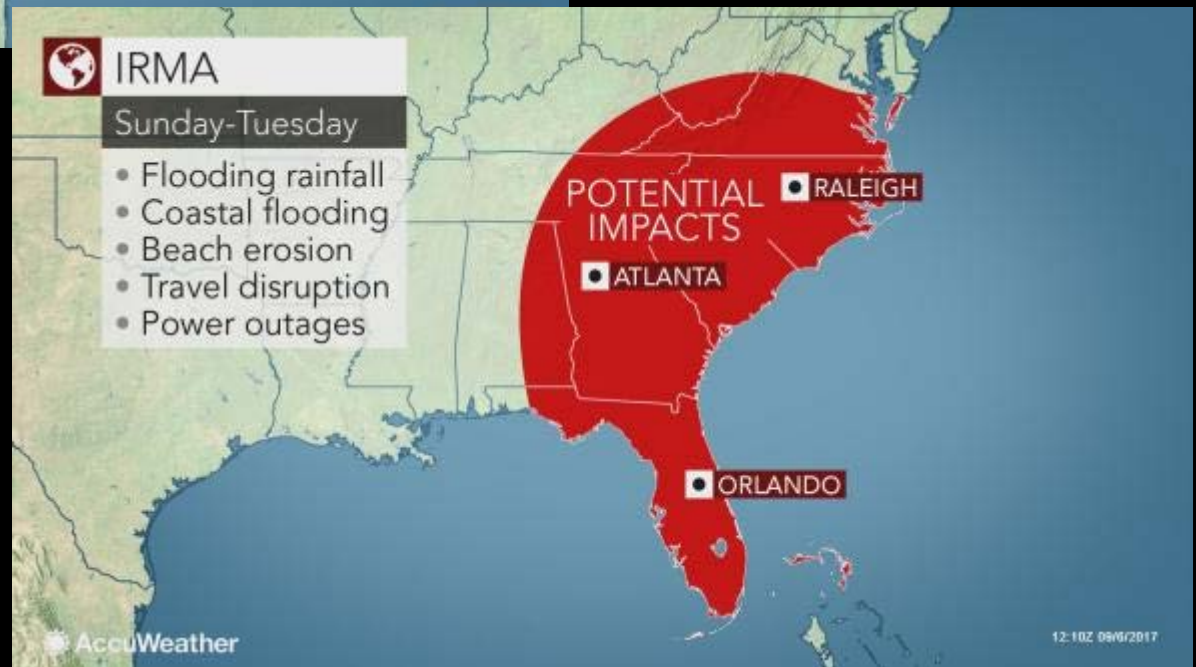 IRMA
Sunday-Tuesday
• Flooding rainfall
• Coastal flooding
• Beach erosion
• Travel disruption
• Power outages
POTENTIAL
IMPACTS
RALEIGH
ATLANTA
ORLANDO
AccuWeather
12:10Z 09/6/2017